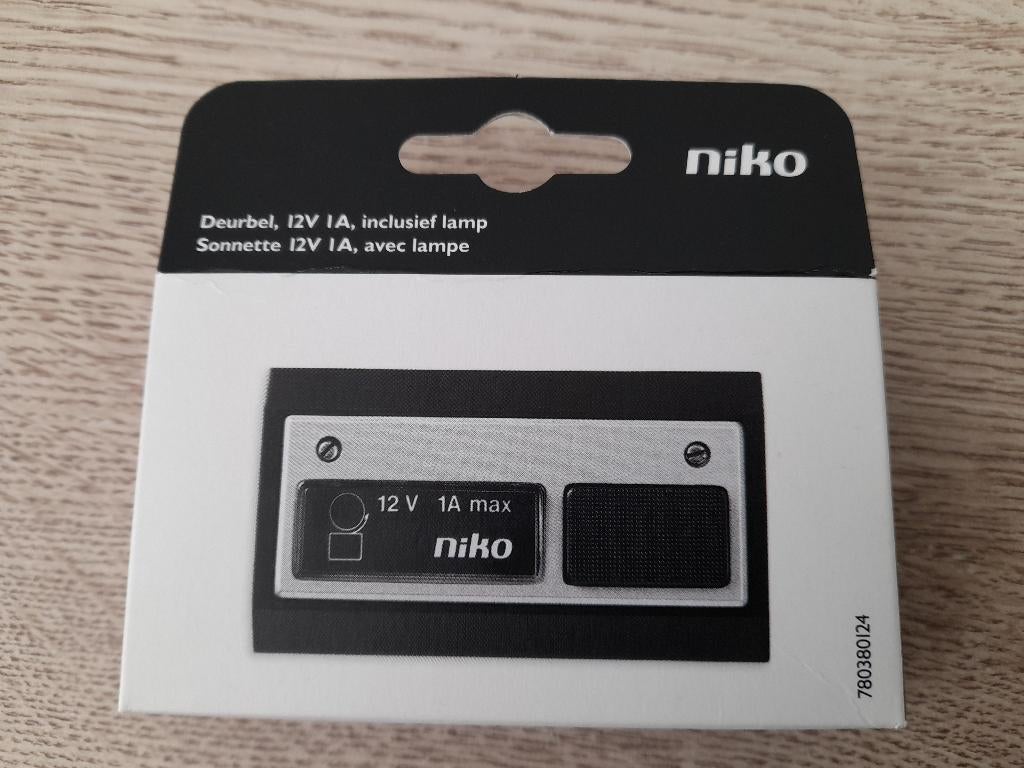 niko
Deurbel, 12V 1A, inclusief lamp
Sonnette 12V 1A, avec lampe
12 V 1A max
niko
780380124